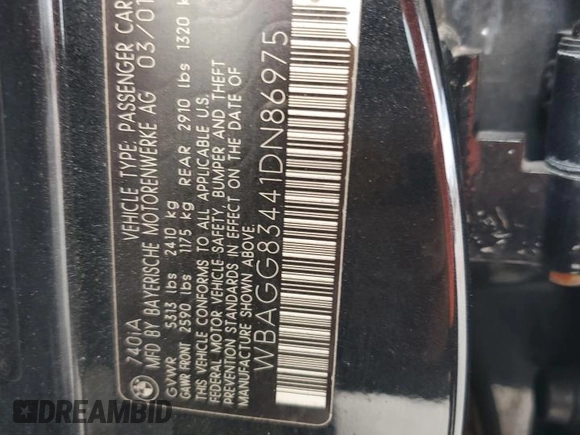 7401A VEHICLE TYPE: PASSENGER CAR
MFD BY BAYERISCHE MOTORENWERKE AG 03/01
GVWR 5313 lbs 2410 kg
GAWR FRONT 2590 lbs 1175 kg REAR 2910 lbs 1320 k
THIS VEHICLE CONFORMS TO ALL APPLICABLE U.S.
FEDERAL MOTOR VEHICLE SAFETY, BUMPER AND THEFT
PREVENTION STANDARDS IN EFFECT ON THE DATE OF
MANUFACTURE SHOWN ABOVE.
WBAGG83441DN86975
DREAMBID